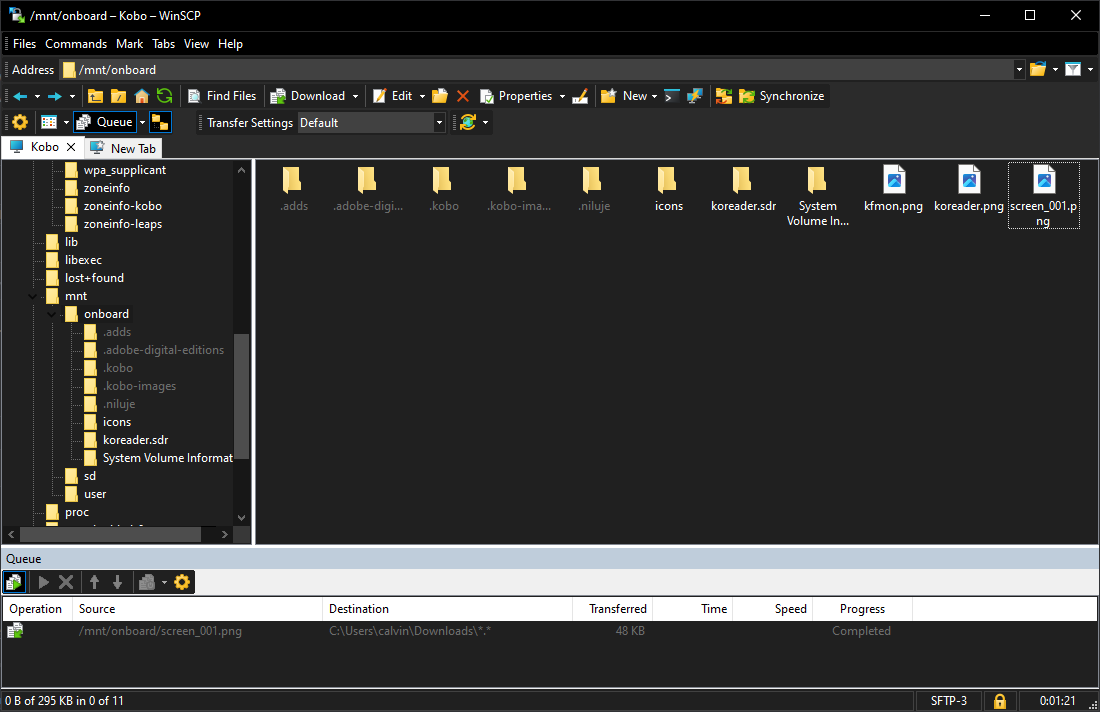 /mnt/onboard – Kobo – WinSCP
Files Commands Mark Tabs View Help
Address /mnt/onboard
Find Files Download Edit Properties New Synchronize
Queue Transfer Settings Default
Kobo New Tab
wpa_supplicant
zoneinfo
zoneinfo-kobo
zoneinfo-leaps
lib
libexec
lost+found
mnt
onboard
.adds
.adobe-digital-editions
.kobo
.kobo-images
.niluje
icons
koreader.sdr
System Volume Informat
sd
user
proc
.adds .adobe-digi... .kobo .kobo-ima... .niluje icons koreader.sdr System Volume In... kfmon.png koreader.png screen_001.png
Queue
Operation Source Destination Transferred Time Speed Progress
/mnt/onboard/screen_001.png C:\Users\calvin\Downloads\*.* 48 KB Completed
0 B of 295 KB in 0 of 11 SFTP-3 0:01:21